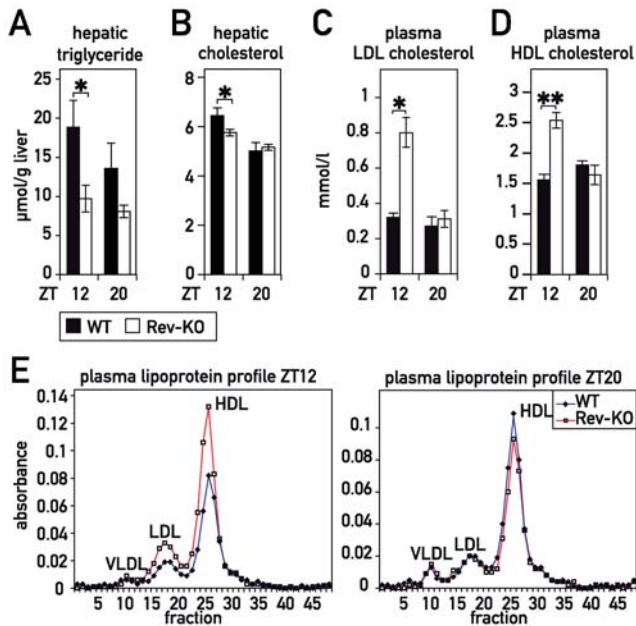 A
hepatic
triglyceride
25
20
15
10
5
0
µmol/g liver
*
ZT 12 20
B
hepatic
cholesterol
8
6
4
2
0
*
ZT 12 20
C
plasma
LDL cholesterol
1
0.8
0.6
0.4
0.2
0
mmol/l
*
ZT 12 20
D
plasma
HDL cholesterol
3
2.5
2
1.5
1
0.5
0
**
ZT 12 20
WT Rev-KO
E
plasma lipoprotein profile ZT12
0.14
0.12
0.1
0.08
0.06
0.04
0.02
0
absorbance
VLDL
LDL
HDL
5 10 15 20 25 30 35 40 45
fraction
plasma lipoprotein profile ZT20
0.1
0.08
0.06
0.04
0.02
0
VLDL
LDL
HDL
WT
Rev-KO
5 10 15 20 25 30 35 40 45
fraction